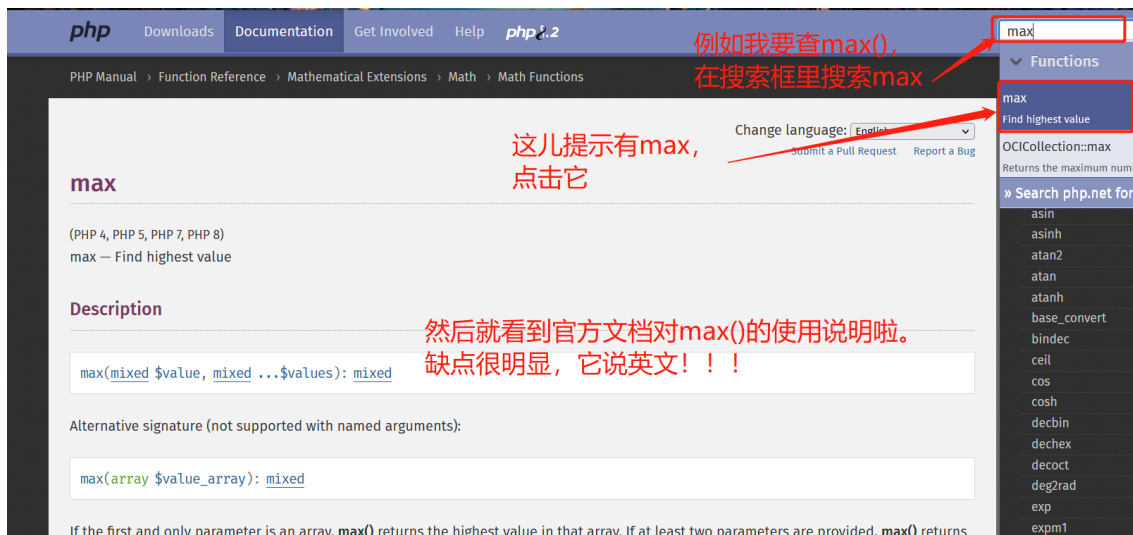 php Downloads Documentation Get Involved Help php8.2
max
PHP Manual › Function Reference › Mathematical Extensions › Math › Math Functions
例如我要查max()，
在搜索框里搜索max
Functions
max
Find highest value
OCICollection::max
Returns the maximum num
» Search php.net for
asin
asinh
atan2
atan
atanh
base_convert
bindec
ceil
cos
cosh
decbin
dechex
decoct
deg2rad
exp
expm1
Change language: English
Submit a Pull Request Report a Bug
这儿提示有max，
点击它
max
(PHP 4, PHP 5, PHP 7, PHP 8)
max — Find highest value
Description
然后就看到官方文档对max()的使用说明啦。
缺点很明显，它说英文！！！
max(mixed $value, mixed ...$values): mixed
Alternative signature (not supported with named arguments):
max(array $value_array): mixed
If the first and only parameter is an array, max() returns the highest value in that array. If at least two parameters are provided, max() returns